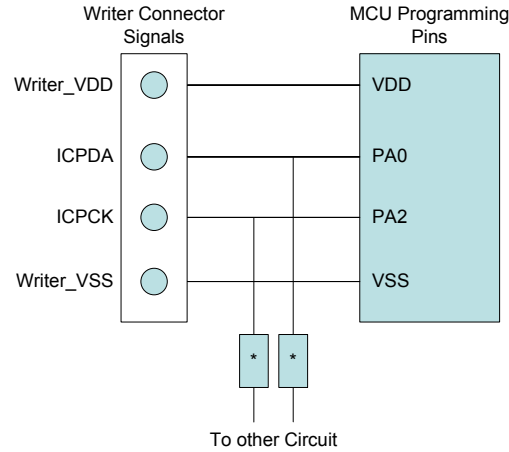 Writer Connector
Signals
MCU Programming
Pins
Writer_VDD
VDD
ICPDA
PA0
ICPCK
PA2
Writer_VSS
VSS
* *
To other Circuit